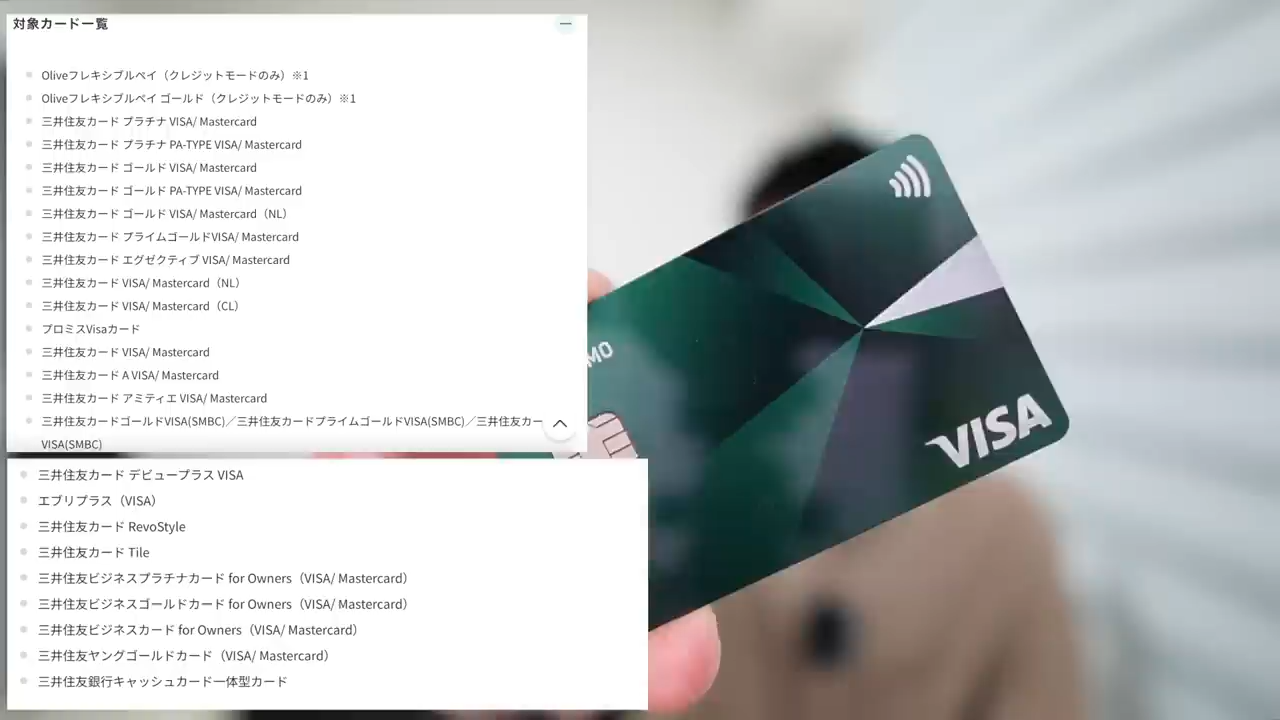 対象カード一覧
Oliveフレキシブルペイ（クレジットモードのみ）※1
Oliveフレキシブルペイ ゴールド（クレジットモードのみ）※1
三井住友カード プラチナ VISA/ Mastercard
三井住友カード プラチナ PA-TYPE VISA/ Mastercard
三井住友カード ゴールド VISA/ Mastercard
三井住友カード ゴールド PA-TYPE VISA/ Mastercard
三井住友カード ゴールド VISA/ Mastercard（NL）
三井住友カード プライムゴールドVISA/ Mastercard
三井住友カード エグゼクティブ VISA/ Mastercard
三井住友カード VISA/ Mastercard（NL）
三井住友カード VISA/ Mastercard（CL）
プロミスVisaカード
三井住友カード VISA/ Mastercard
三井住友カード A VISA/ Mastercard
三井住友カード アミティエ VISA/ Mastercard
三井住友カードゴールドVISA(SMBC)／三井住友カードプライムゴールドVISA(SMBC)／三井住友カー
VISA(SMBC)
三井住友カード デビュープラス VISA
エブリプラス（VISA）
三井住友カード RevoStyle
三井住友カード Tile
三井住友ビジネスプラチナカード for Owners（VISA/ Mastercard）
三井住友ビジネスゴールドカード for Owners（VISA/ Mastercard）
三井住友ビジネスカード for Owners（VISA/ Mastercard）
三井住友ヤングゴールドカード（VISA/ Mastercard）
三井住友銀行キャッシュカード一体型カード
MO
VISA